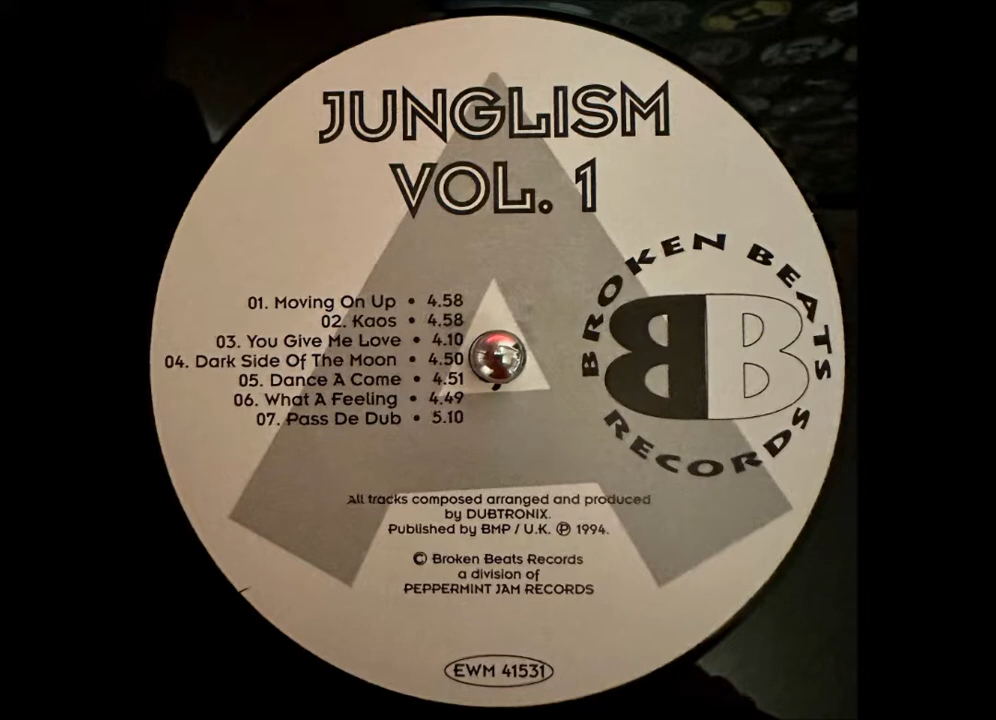 JUNGLISM
VOL. 1
BROKEN BEATS
RECORDS
BB
01. Moving On Up • 4.58
02. Kaos • 4.58
03. You Give Me Love • 4.10
04. Dark Side Of The Moon • 4.50
05. Dance A Come • 4.51
06. What A Feeling • 4.49
07. Pass De Dub • 5.10
A
All tracks composed arranged and produced
by DUBTRONIX.
Published by BMP / U.K. ℗ 1994.
© Broken Beats Records
a division of
PEPPERMINT JAM RECORDS
EWM 41531